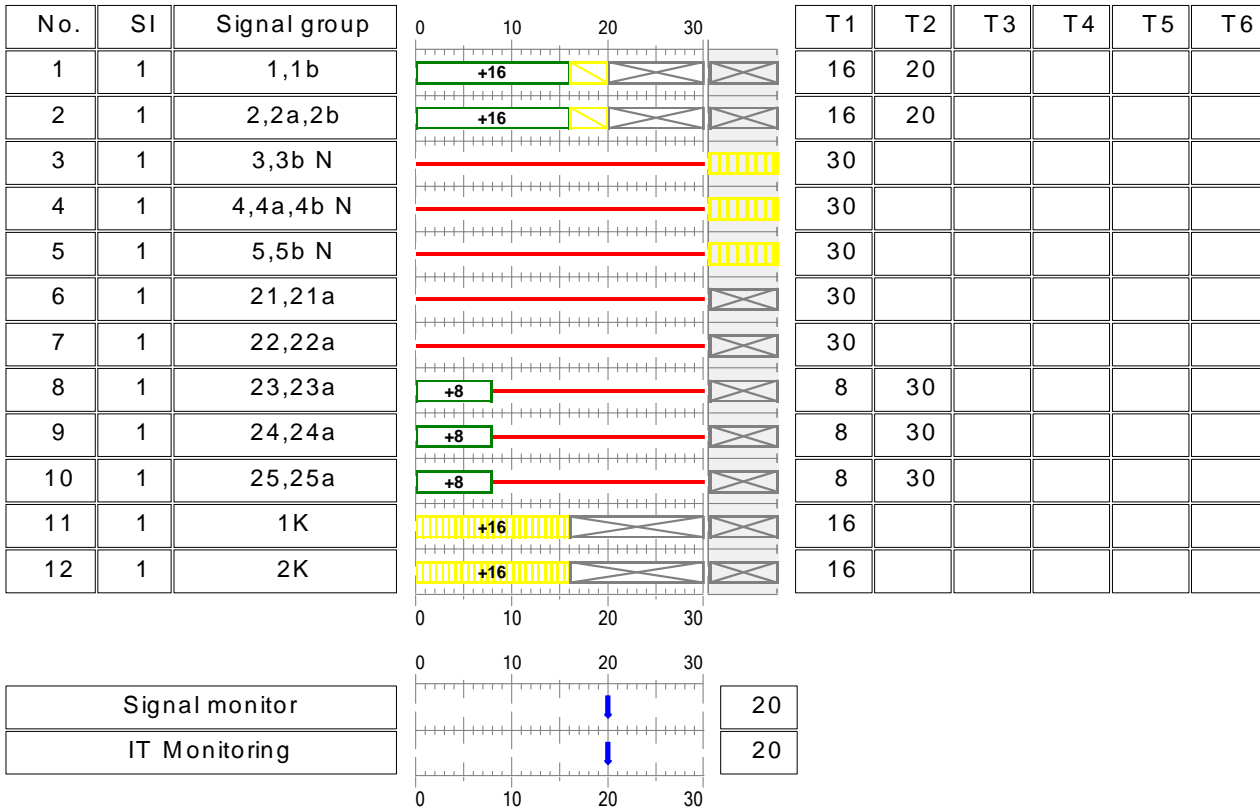 No. SI Signal group 0 10 20 30 T1 T2 T3 T4 T5 T6
1 1 1,1b +16 16 20
2 1 2,2a,2b +16 16 20
3 1 3,3b N 30
4 1 4,4a,4b N 30
5 1 5,5b N 30
6 1 21,21a 30
7 1 22,22a 30
8 1 23,23a +8 8 30
9 1 24,24a +8 8 30
10 1 25,25a +8 8 30
11 1 1K +16 16
12 1 2K +16 16
0 10 20 30
0 10 20 30
Signal monitor 20
IT Monitoring 20
0 10 20 30